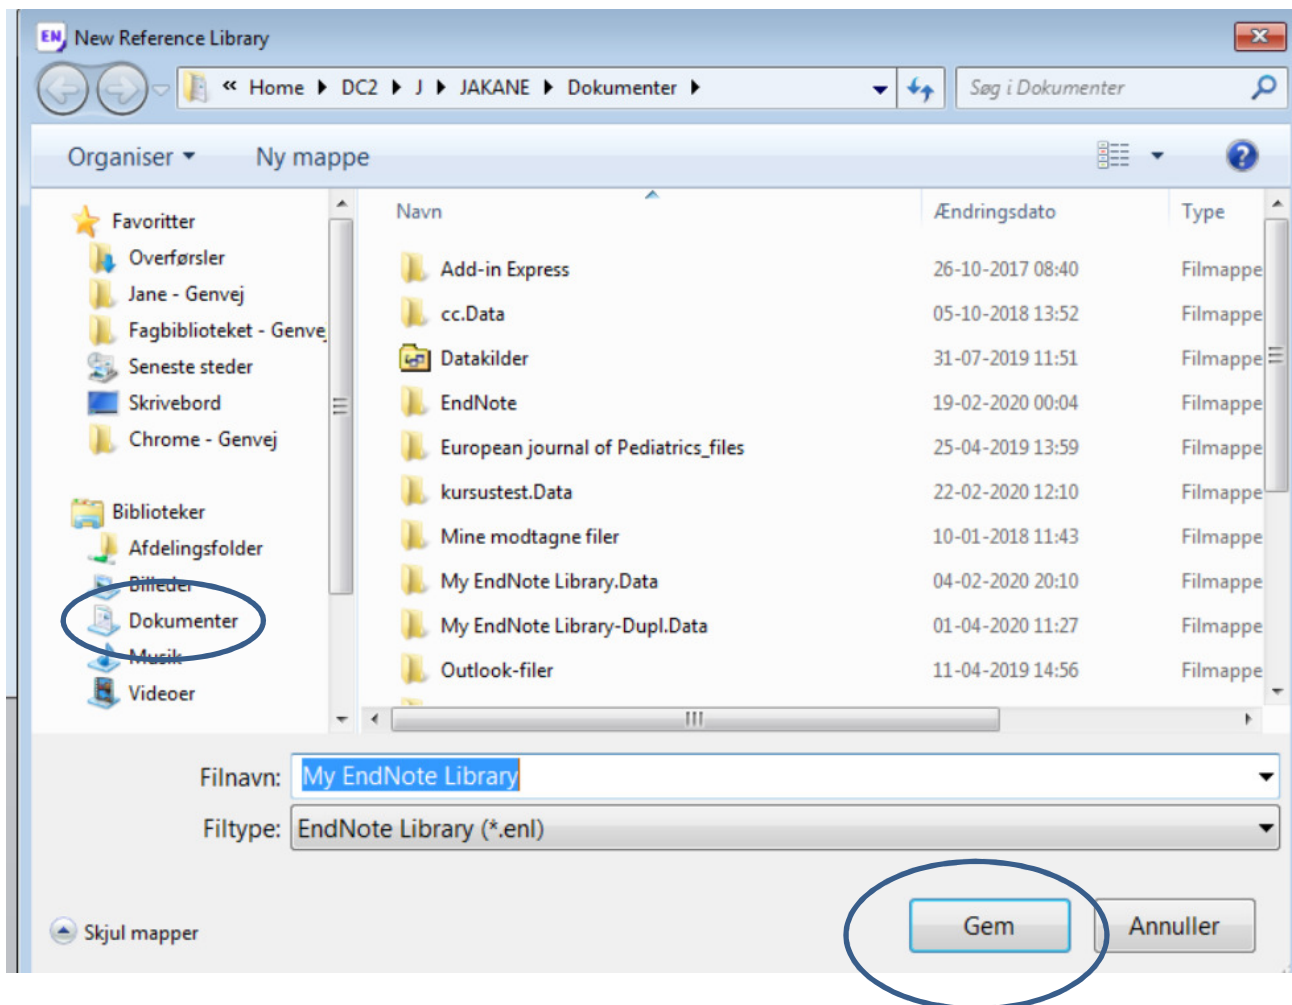 EN New Reference Library
« Home DC2 J JAKANE Dokumenter
Søg i Dokumenter
Organiser Ny mappe
Favoritter
Overførsler
Jane - Genvej
Fagbiblioteket - Genvej
Seneste steder
Skrivebord
Chrome - Genvej
Biblioteker
Afdelingsfolder
Billeder
Dokumenter
Musik
Videoer
Navn Ændringsdato Type
Add-in Express 26-10-2017 08:40 Filmappe
cc.Data 05-10-2018 13:52 Filmappe
Datakilder 31-07-2019 11:51 Filmappe
EndNote 19-02-2020 00:04 Filmappe
European journal of Pediatrics_files 25-04-2019 13:59 Filmappe
kursustest.Data 22-02-2020 12:10 Filmappe
Mine modtagne filer 10-01-2018 11:43 Filmappe
My EndNote Library.Data 04-02-2020 20:10 Filmappe
My EndNote Library-Dupl.Data 01-04-2020 11:27 Filmappe
Outlook-filer 11-04-2019 14:56 Filmappe
Filnavn: My EndNote Library
Filtype: EndNote Library (*.enl)
Skjul mapper
Gem Annuller